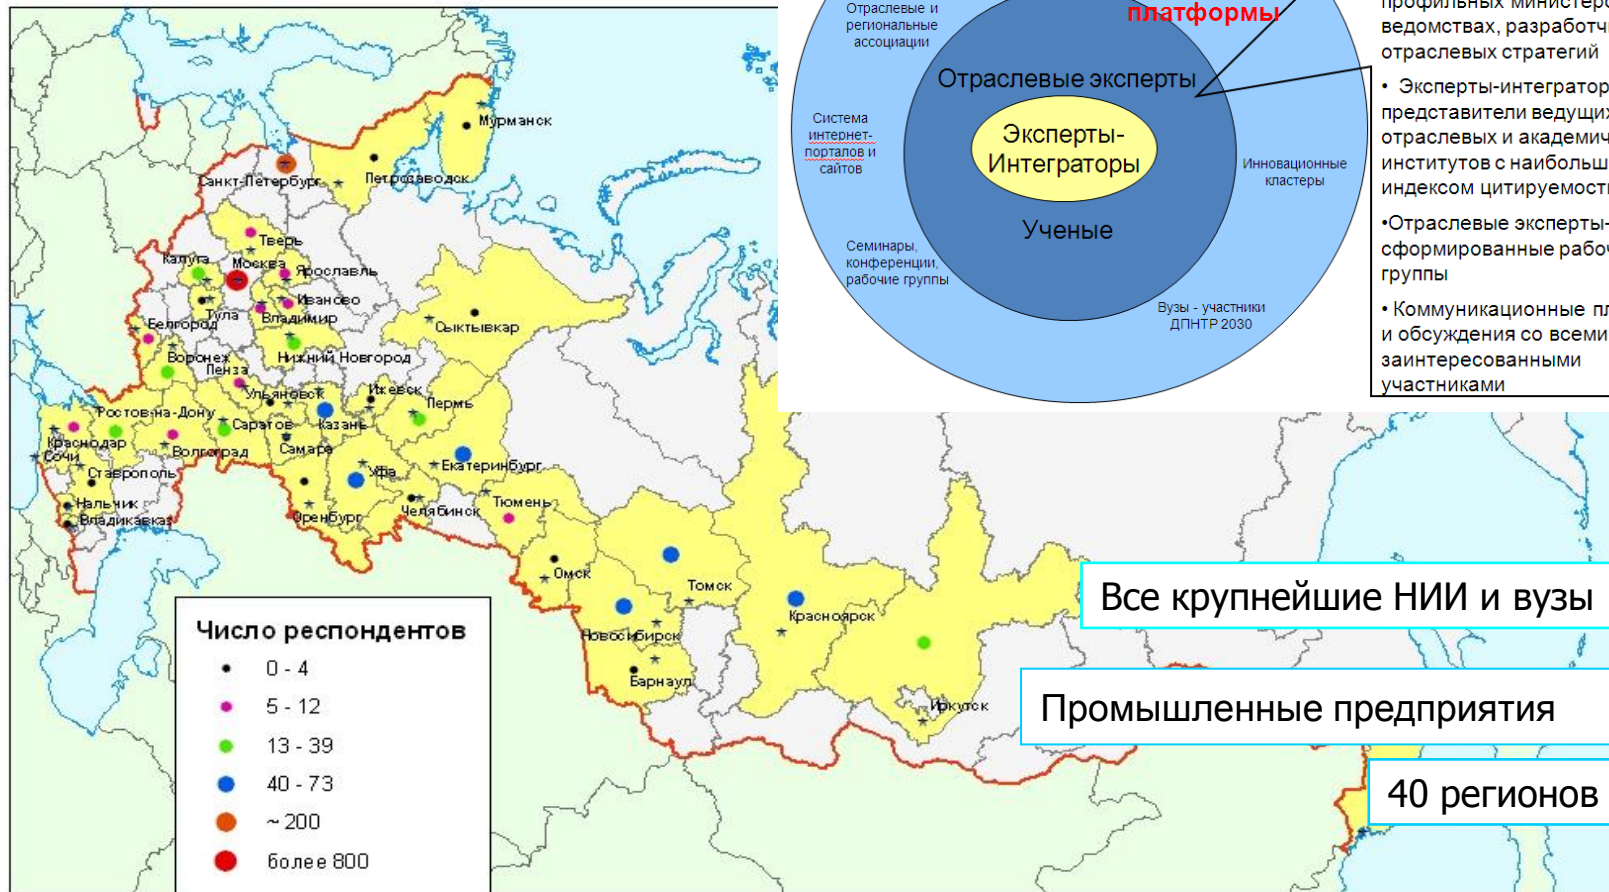 Отраслевые и
региональные
ассоциации
платформы
Отраслевые эксперты
Эксперты-
Интеграторы
Ученые
Система
интернет-
порталов и
сайтов
Инновационные
кластеры
Семинары,
конференции,
рабочие группы
Вузы - участники
ДПНТР 2030
ведомствах, разработч
отраслевых стратегий
• Эксперты-интегратор
представители ведущих
отраслевых и академич
институтов с наибольш
индексом цитируемост
•Отраслевые эксперты-
сформированные рабоч
группы
• Коммуникационные пл
и обсуждения со всеми
заинтересованными
участниками
Мурманск
Санкт-Петербург
Петрозаводск
Тверь
Калуга
Москва
Ярославль
Иваново
Тула
Владимир
Белгород
Сыктывкар
Воронеж
Нижний Новгород
Пенза
Ульяновск
Ижевск
Пермь
Ростов-на-Дону
Саратов
Казань
Краснодар
Волгоград
Самара
Сочи
Екатеринбург
Ставрополь
Уфа
Нальчик
Челябинск
Тюмень
Владикавказ
Оренбург
Омск
Томск
Новосибирск
Красноярск
Барнаул
Иркутск
Число респондентов
0 - 4
5 - 12
13 - 39
40 - 73
~ 200
более 800
Все крупнейшие НИИ и вузы
Промышленные предприятия
40 регионов